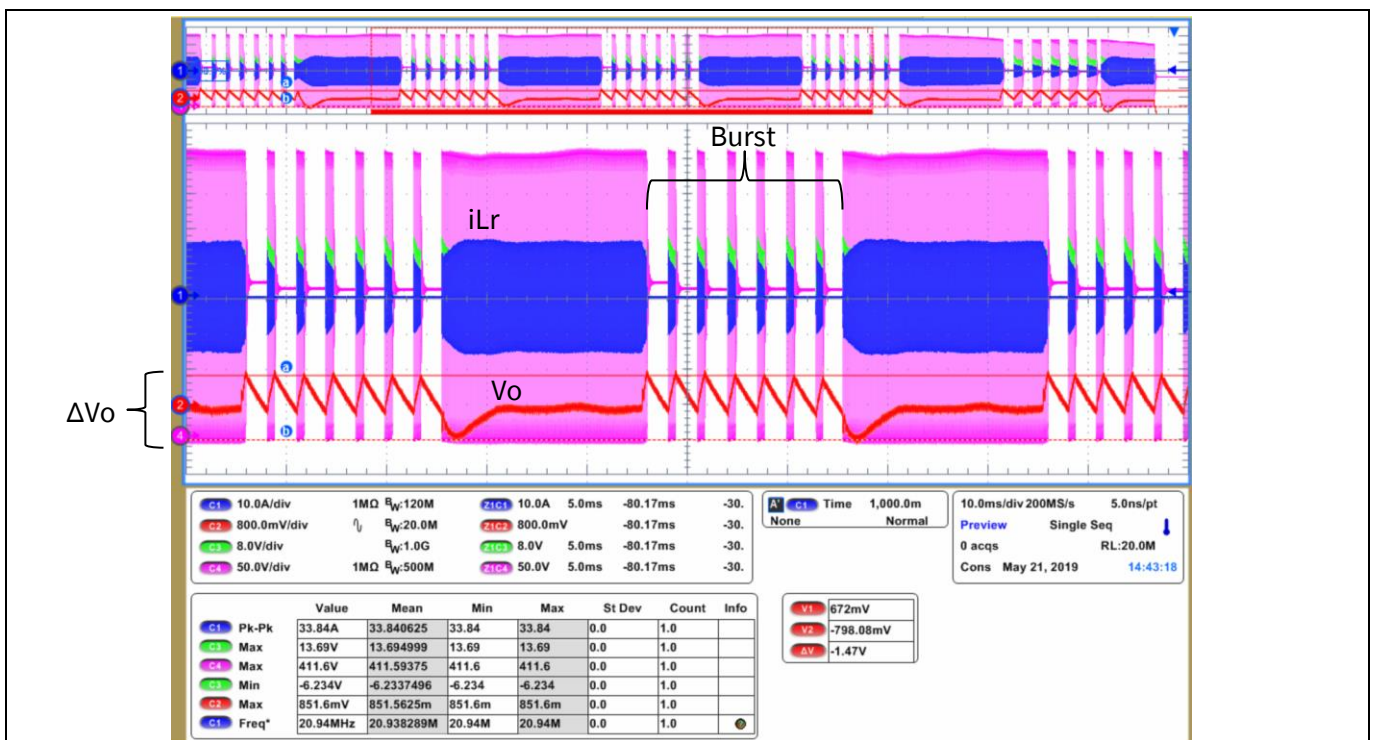 1
a
2
b
Burst
iLr
1
a
Vo
ΔVo
2
4
b
C1 10.0A/div 1MΩ BW:120M Z1C1 10.0A 5.0ms -80.17ms -30.
C2 800.0mV/div BW:20.0M Z1C2 800.0mV 5.0ms -80.17ms -30.
C3 8.0V/div BW:1.0G Z1C3 8.0V 5.0ms -80.17ms -30.
C4 50.0V/div 1MΩ BW:500M Z1C4 50.0V 5.0ms -80.17ms -30.
A' C1 Time 1,000.0m
None Normal
10.0ms/div 200MS/s 5.0ns/pt
Preview Single Seq
0 acqs RL:20.0M
Cons May 21, 2019 14:43:18
Value Mean Min Max St Dev Count Info
C1 Pk-Pk 33.84A 33.840625 33.84 33.84 0.0 1.0
C3 Max 13.69V 13.694999 13.69 13.69 0.0 1.0
C4 Max 411.6V 411.59375 411.6 411.6 0.0 1.0
C3 Min -6.234V -6.2337496 -6.234 -6.234 0.0 1.0
C2 Max 851.6mV 851.5625m 851.6m 851.6m 0.0 1.0
C1 Freq* 20.94MHz 20.938289M 20.94M 20.94M 0.0 1.0
V1 672mV
V2 -798.08mV
ΔV -1.47V